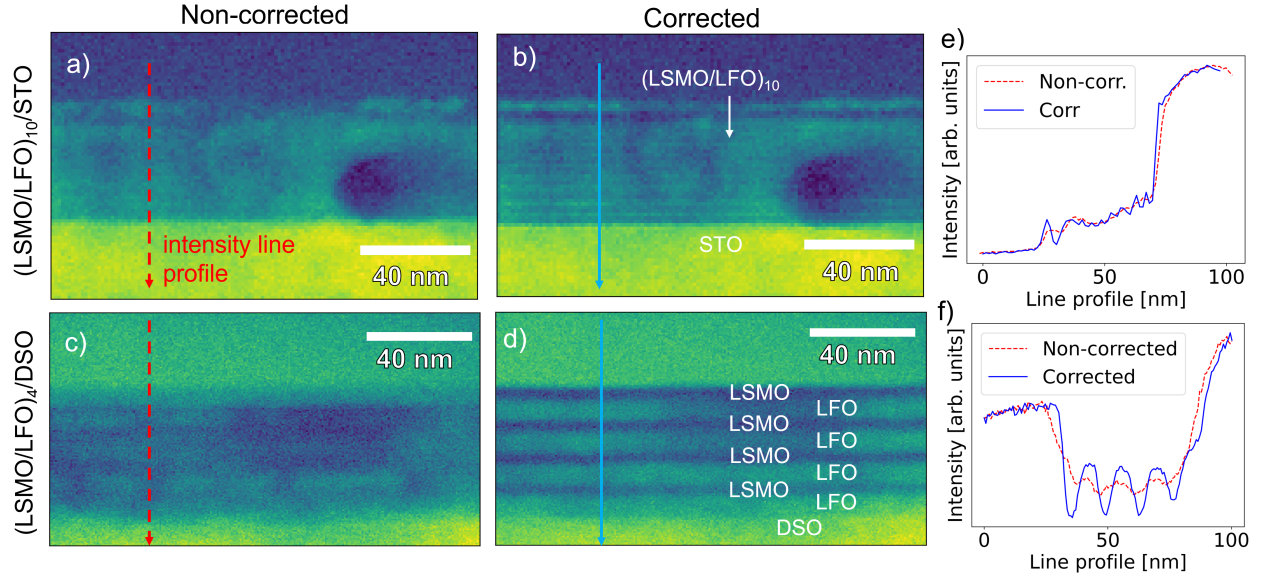 Non-corrected
Corrected
(LSMO/LFO)₁₀/STO
a)
intensity line
profile
40 nm
b)
(LSMO/LFO)₁₀
STO
40 nm
e)
Non-corr.
Corr
Intensity [arb. units]
0 50 100
Line profile [nm]
(LSMO/LFO)₄/DSO
c)
40 nm
d)
40 nm
LSMO
LFO
LSMO
LFO
LSMO
LFO
LSMO
LFO
DSO
f)
Non-corrected
Corrected
Intensity [arb. units]
0 50 100
Line profile [nm]